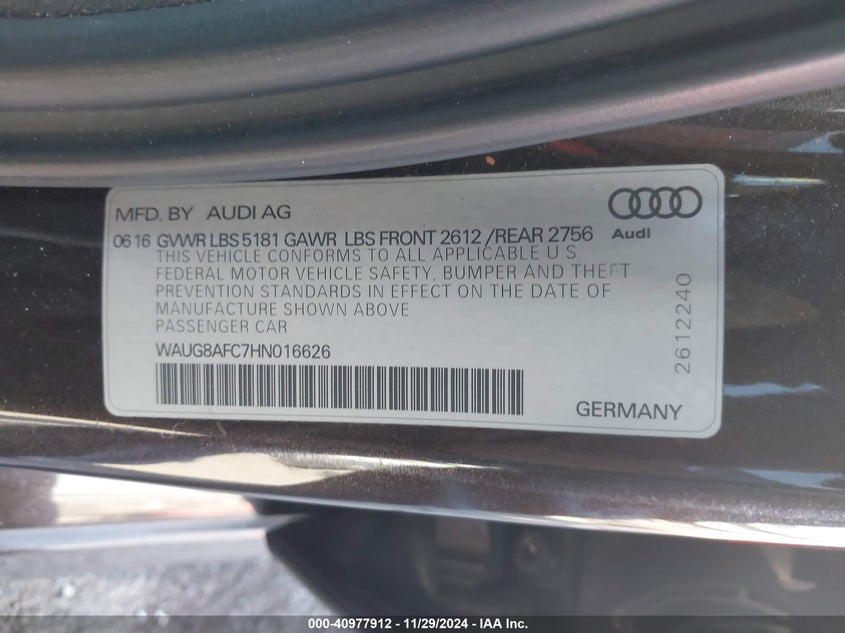 MFD. BY AUDI AG
Audi
06 16 GVWR LBS 5181 GAWR LBS FRONT 2612 /REAR 2756
THIS VEHICLE CONFORMS TO ALL APPLICABLE U.S.
FEDERAL MOTOR VEHICLE SAFETY, BUMPER AND THEFT
PREVENTION STANDARDS IN EFFECT ON THE DATE OF
MANUFACTURE SHOWN ABOVE
PASSENGER CAR
WAUG8AFC7HN016626
2612240
GERMANY
000-40977912 - 11/29/2024 - IAA Inc.